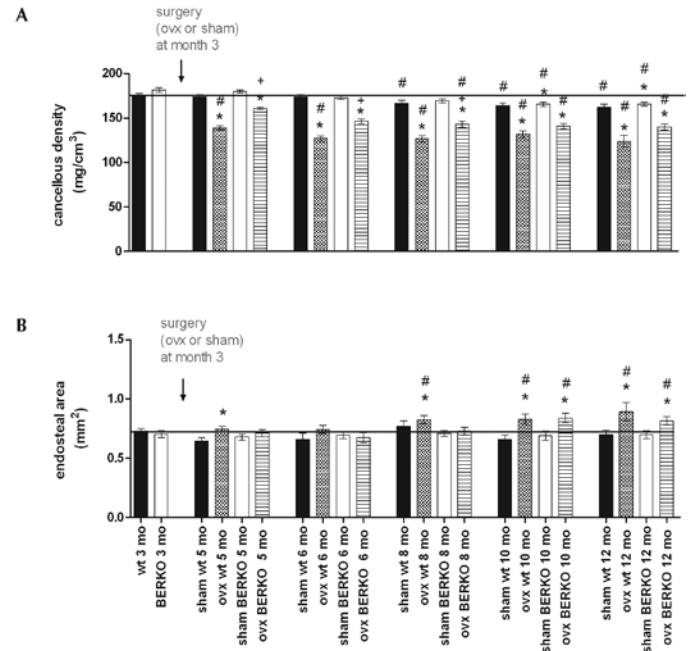 A
surgery
(ovx or sham)
at month 3
cancellous density
(mg/cm³)
200
150
100
50
0
# * + * # * + * # # * # + * # # * # * # * # # * # * # *
B
surgery
(ovx or sham)
at month 3
endosteal area
(mm²)
1.5
1.0
0.5
0.0
* # * # * # * # * # *
wt 3 mo
BERKO 3 mo
sham wt 5 mo
ovx wt 5 mo
sham BERKO 5 mo
ovx BERKO 5 mo
sham wt 6 mo
ovx wt 6 mo
sham BERKO 6 mo
ovx BERKO 6 mo
sham wt 8 mo
ovx wt 8 mo
sham BERKO 8 mo
ovx BERKO 8 mo
sham wt 10 mo
ovx wt 10 mo
sham BERKO 10 mo
ovx BERKO 10 mo
sham wt 12 mo
ovx wt 12 mo
sham BERKO 12 mo
ovx BERKO 12 mo